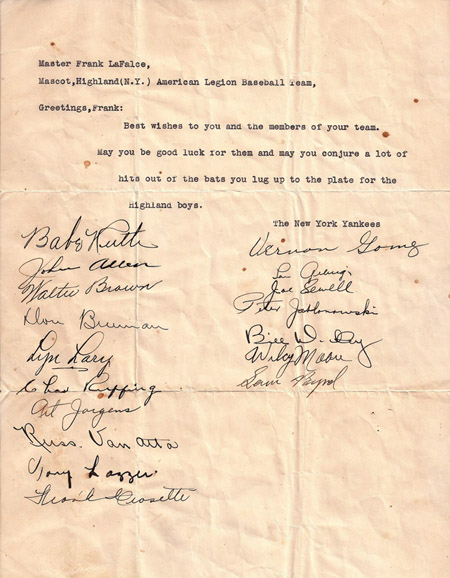 Master Frank LaFalce,
Mascot,Highland(N.Y.) American Legion Baseball Team,
Greetings,Frank:
Best wishes to you and the members of your team.
May you be good luck for them and may you conjure a lot of
hits out of the bats you lug up to the plate for the
Highland boys.
The New York Yankees
Babe Ruth
John Allen
Walter Brown
Don Brennan
Lyn Lary
Chas Ruffing
Art Jorgens
Russ. Van Atta
Tony Lazzeri
Frank Crosetti
Vernon Gomez
Lou Gehrig
Joe Sewell
Peter Jablonowski
Bill Dickey
Wilcy Moore
Sam Byrd